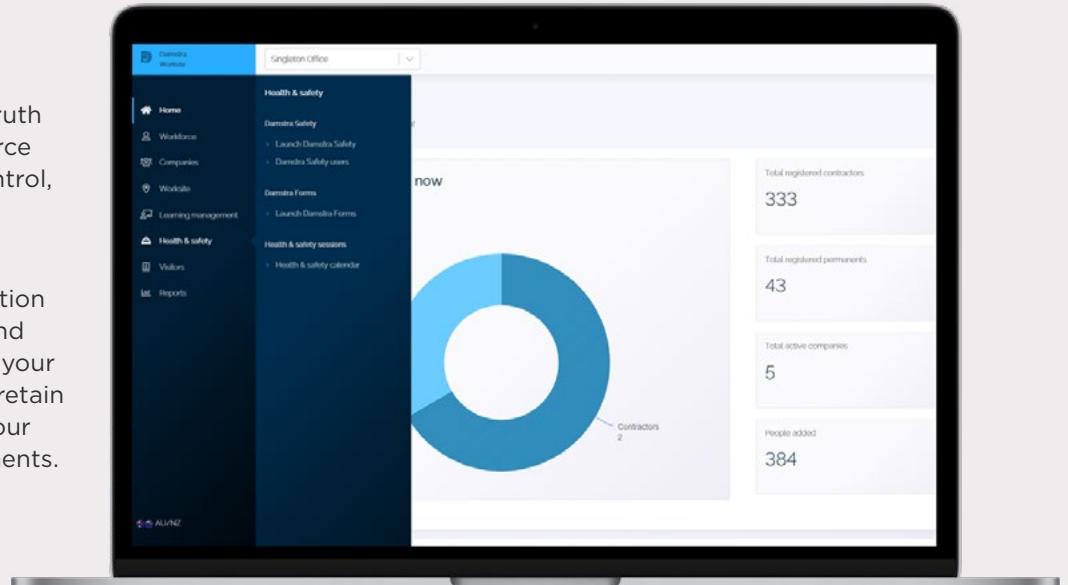 ruth
rce
ntrol,
tion
nd
your
retain
our
nents.
Damstra
Worksite
Singleton Office
Home
Workforce
Companies
Worksite
Learning management
Health & safety
Visitors
Reports
AU/NZ
Health & safety
Damstra Safety
Launch Damstra Safety
Damstra Safety users
Damstra Forms
Launch Damstra Forms
Health & safety sessions
Health & safety calendar
now
Contractors
2
Total registered contractors
333
Total registered permanents
43
Total active companies
5
People added
384